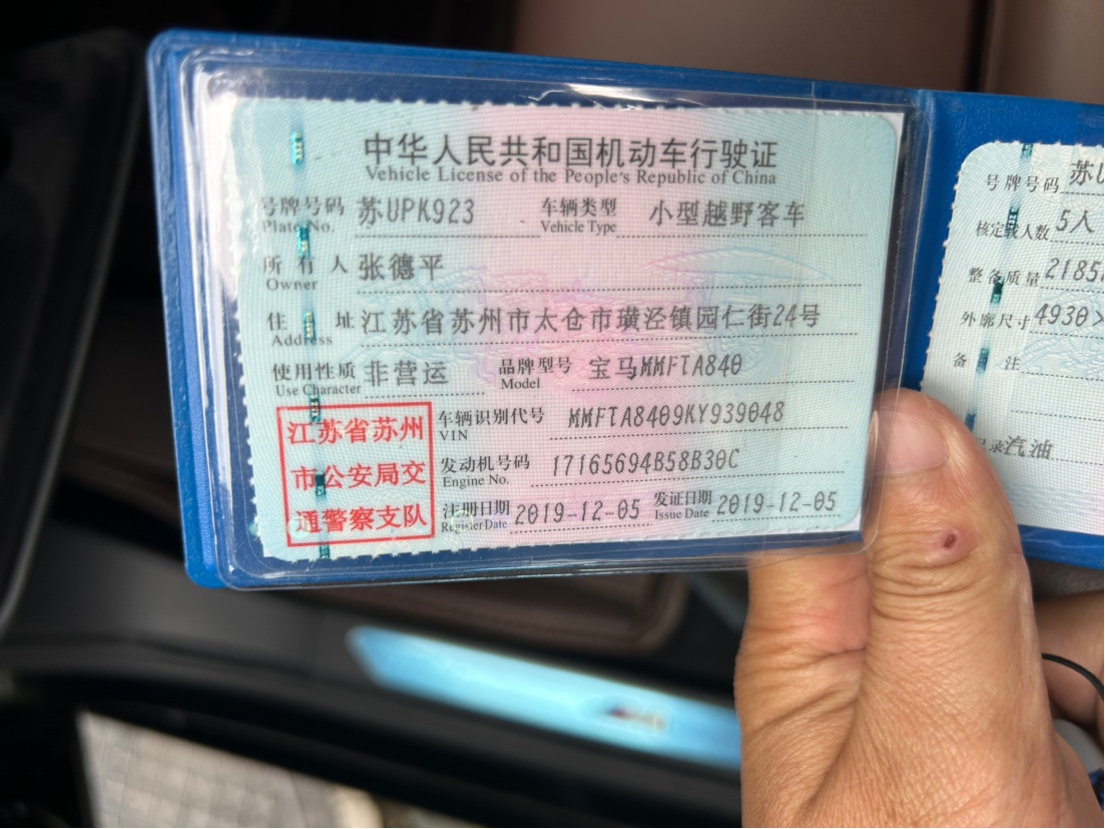 中华人民共和国机动车行驶证
Vehicle License of the People's Republic of China
号牌号码 苏UPK923 车辆类型 小型越野客车
Plate No. Vehicle Type
所有人 张德平
Owner
住址 江苏省苏州市太仓市璜泾镇园仁街24号
Address
使用性质 非营运 品牌型号 宝马MMFTA840
Use Character Model
江苏省苏州
市公安局交
通警察支队
车辆识别代号 MMFTA8409KY939048
VIN
发动机号码 17165694B58B30C
Engine No.
注册日期 2019-12-05 发证日期 2019-12-05
Register Date Issue Date
号牌号码 苏U
核定载人数 5人
整备质量 2185
外廓尺寸 4930×
备注
汽油